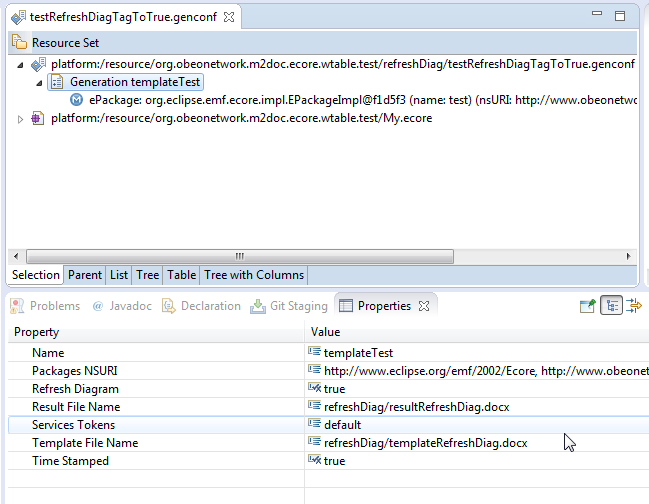 testRefreshDiagTagToTrue.genconf
Resource Set
platform:/resource/org.obeonetwork.m2doc.ecore.wtable.test/refreshDiag/testRefreshDiagTagToTrue.genconf
Generation templateTest
M ePackage: org.eclipse.emf.ecore.impl.EPackageImpl@f1d5f3 (name: test) (nsURI: http://www.obeonetwo
platform:/resource/org.obeonetwork.m2doc.ecore.wtable.test/My.ecore
Selection Parent List Tree Table Tree with Columns
Problems @ Javadoc Declaration Git Staging Properties
Property Value
Name templateTest
Packages NSURI http://www.eclipse.org/emf/2002/Ecore, http://www.obeonet
Refresh Diagram true
Result File Name refreshDiag/resultRefreshDiag.docx
Services Tokens default
Template File Name refreshDiag/templateRefreshDiag.docx
Time Stamped true